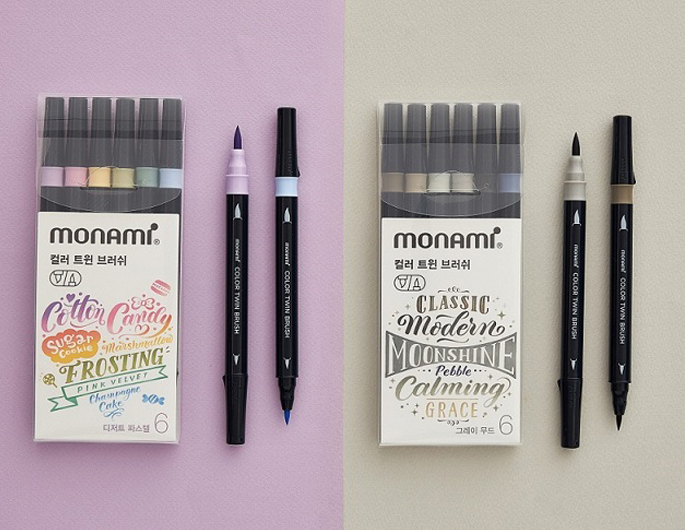 monami®
컬러 트윈 브러쉬
Cotton Candy
Sugar Cookie
Marshmallow
FROSTING
PINK VELVET
Champagne Cake
디저트 파스텔 6
monami COLOR TWIN BRUSH
monami COLOR TWIN BRUSH
monami®
컬러 트윈 브러쉬
CLASSIC
Modern
MOONSHINE
Pebble
Calming
GRACE
그레이 무드 6
monami COLOR TWIN BRUSH
monami COLOR TWIN BRUSH